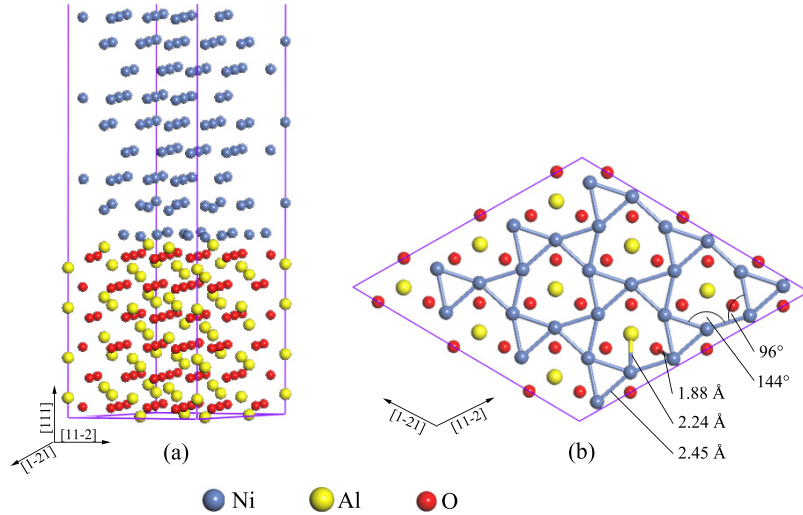 [111]
[11-2]
[1-21]
(a)
96°
144°
1.88 Å
2.24 Å
2.45 Å
[1-21]
[11-2]
(b)
Ni
Al
O